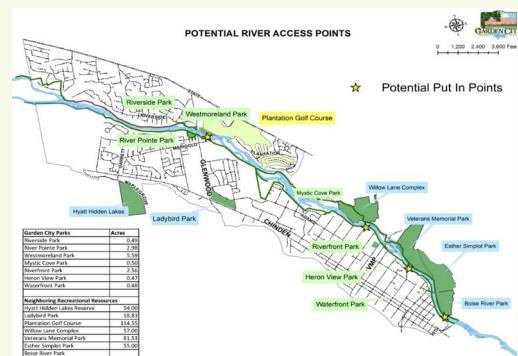 POTENTIAL RIVER ACCESS POINTS
GARDEN CITY
0 1,200 2,400 3,600 Feet
Potential Put In Points
Riverside Park
Westmoreland Park
Plantation Golf Course
STATE
RIVERSIDE
River Pointe Park
MARIGOLD
PLANTATION
GLENWOOD
Mystic Cove Park
Willow Lane Complex
Hyatt Hidden Lakes
Ladybird Park
CHINDEN
Veterans Memorial Park
Riverfront Park
VMP
Esther Simplot Park
Heron View Park
Waterfront Park
Boise River Park
Garden City Parks Acres
Riverside Park 0.49
River Pointe Park 2.98
Westmoreland Park 5.59
Mystic Cove Park 0.50
Riverfront Park 2.56
Heron View Park 0.47
Waterfront Park 0.48
Neighboring Recreational Resources
Hyatt Hidden Lakes Reserve 54.00
Ladybird Park 18.83
Plantation Golf Course 114.55
Willow Lane Complex 57.00
Veterans Memorial Park 81.53
Esther Simplot Park 55.00
Boise River Park